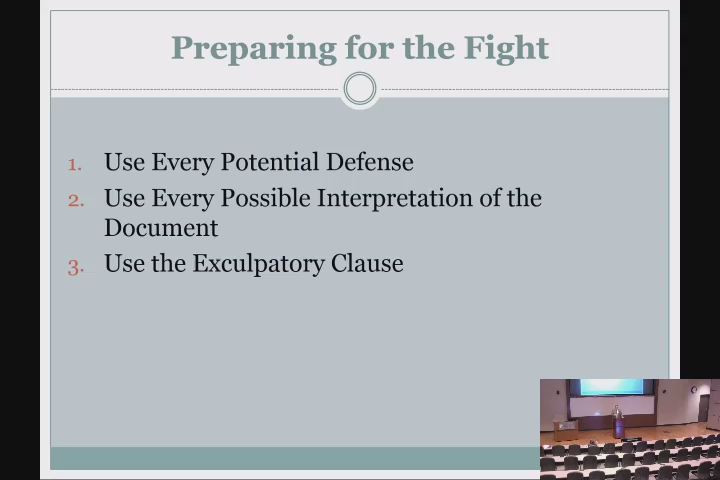 Preparing for the Fight
1. Use Every Potential Defense
2. Use Every Possible Interpretation of the
Document
3. Use the Exculpatory Clause